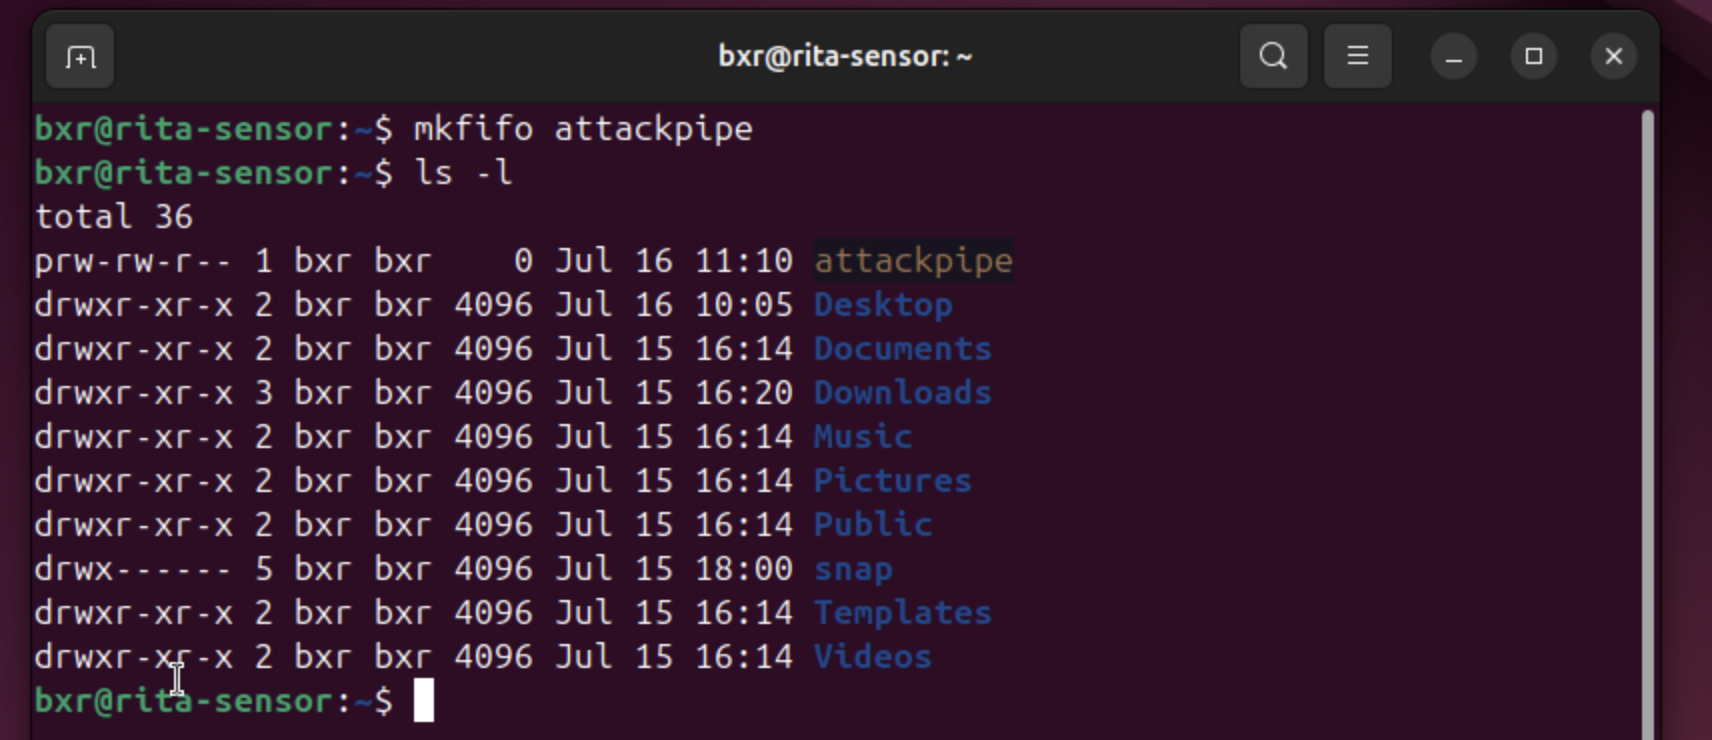 bxr@rita-sensor: ~
bxr@rita-sensor:~$ mkfifo attackpipe
bxr@rita-sensor:~$ ls -l
total 36
prw-rw-r-- 1 bxr bxr    0 Jul 16 11:10 attackpipe
drwxr-xr-x 2 bxr bxr 4096 Jul 16 10:05 Desktop
drwxr-xr-x 2 bxr bxr 4096 Jul 15 16:14 Documents
drwxr-xr-x 3 bxr bxr 4096 Jul 15 16:20 Downloads
drwxr-xr-x 2 bxr bxr 4096 Jul 15 16:14 Music
drwxr-xr-x 2 bxr bxr 4096 Jul 15 16:14 Pictures
drwxr-xr-x 2 bxr bxr 4096 Jul 15 16:14 Public
drwx------ 5 bxr bxr 4096 Jul 15 18:00 snap
drwxr-xr-x 2 bxr bxr 4096 Jul 15 16:14 Templates
drwxr-xr-x 2 bxr bxr 4096 Jul 15 16:14 Videos
bxr@rita-sensor:~$